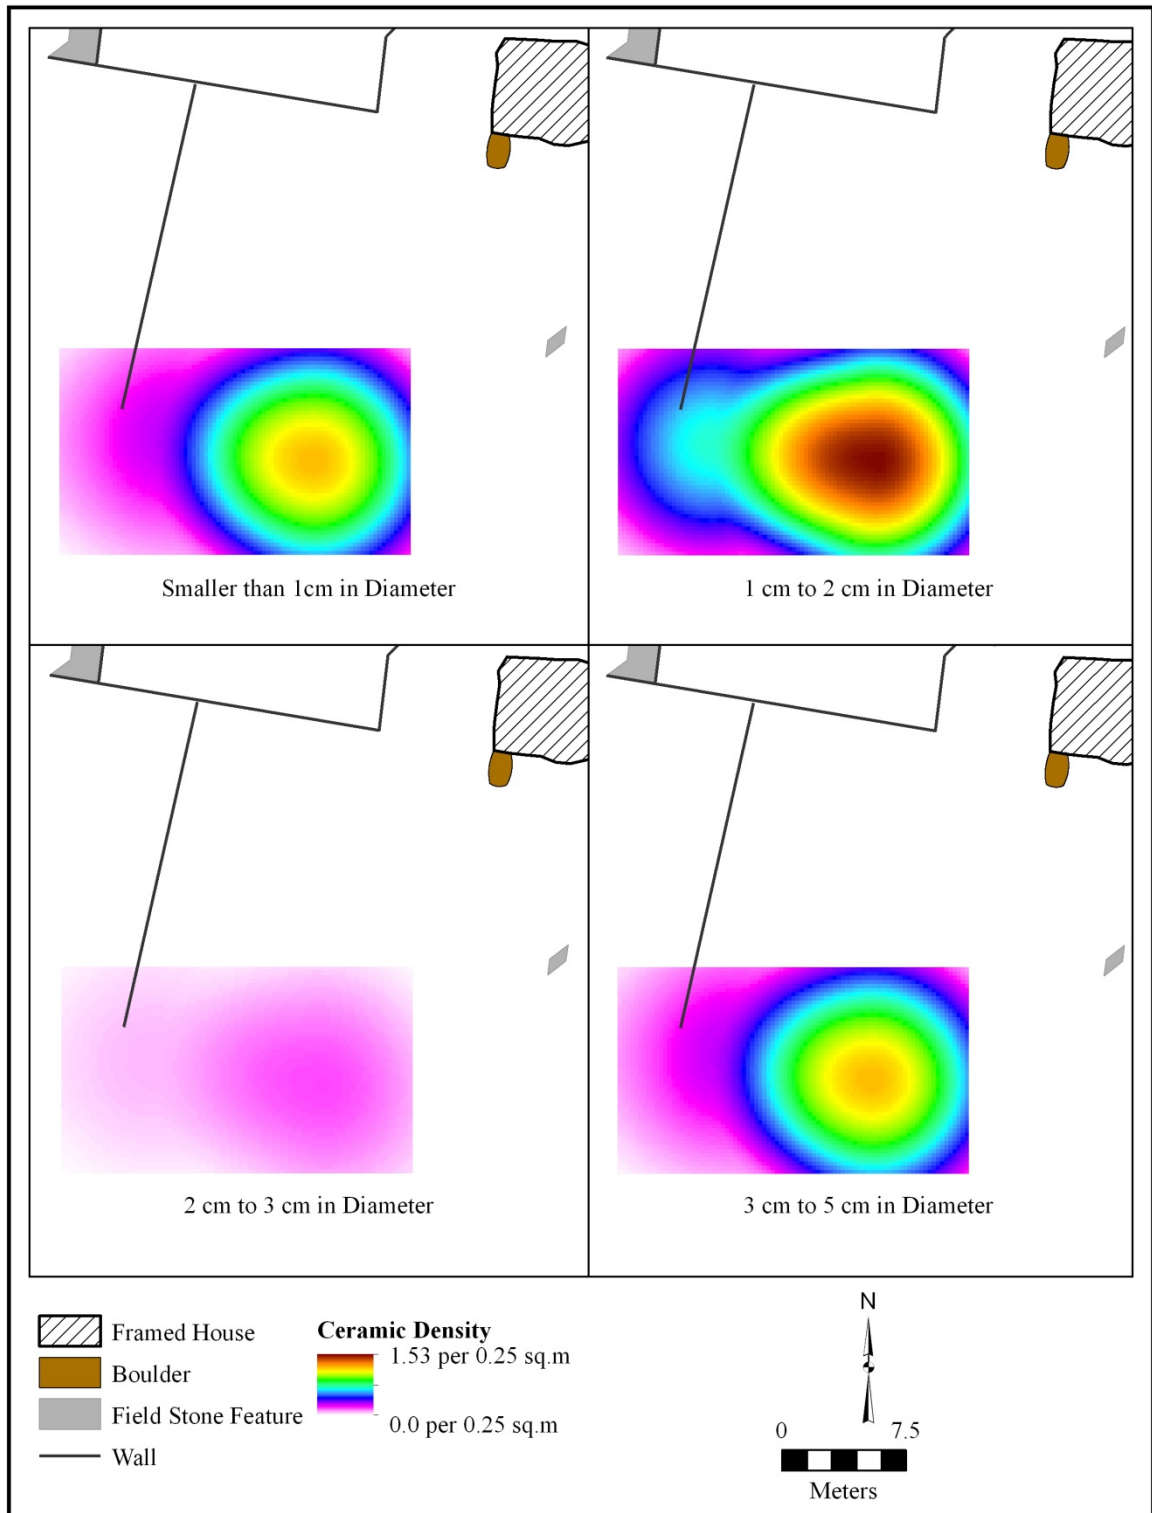 Smaller than 1cm in Diameter
1 cm to 2 cm in Diameter
2 cm to 3 cm in Diameter
3 cm to 5 cm in Diameter
Framed House
Boulder
Field Stone Feature
Wall
Ceramic Density
1.53 per 0.25 sq.m
0.0 per 0.25 sq.m
N
0 7.5
Meters